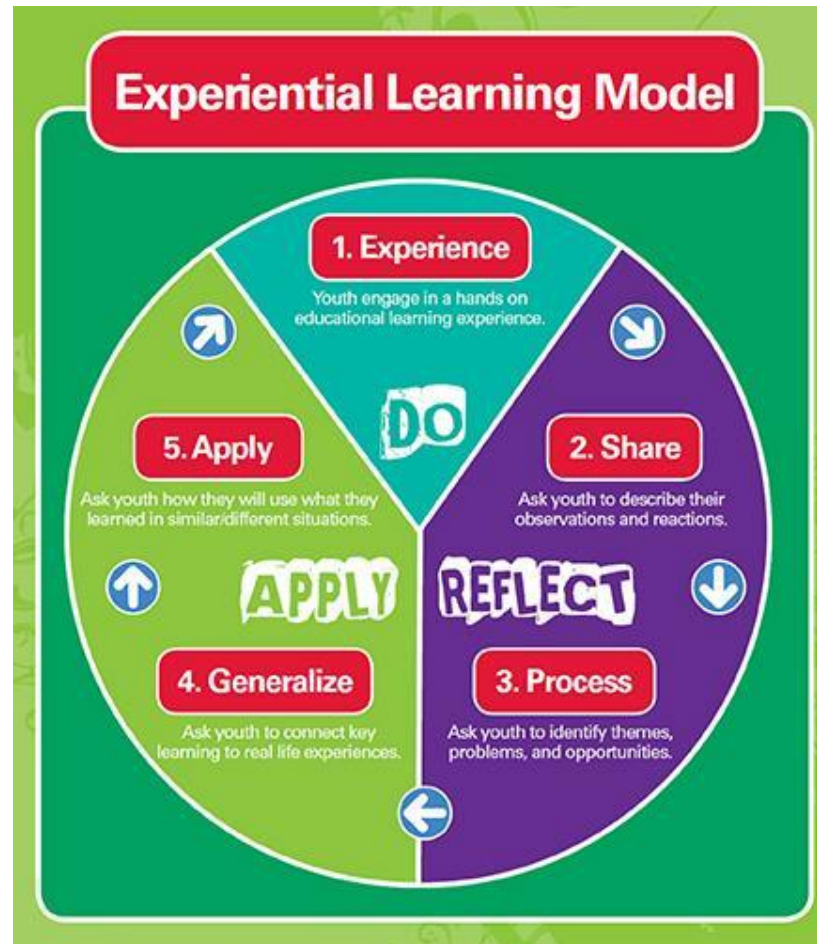 Experiential Learning Model
1. Experience
Youth engage in a hands on
educational learning experience.
DO
2. Share
Ask youth to describe their
observations and reactions.
REFLECT
3. Process
Ask youth to identify themes,
problems, and opportunities.
4. Generalize
Ask youth to connect key
learning to real life experiences.
5. Apply
Ask youth how they will use what they
learned in similar/different situations.
APPLY